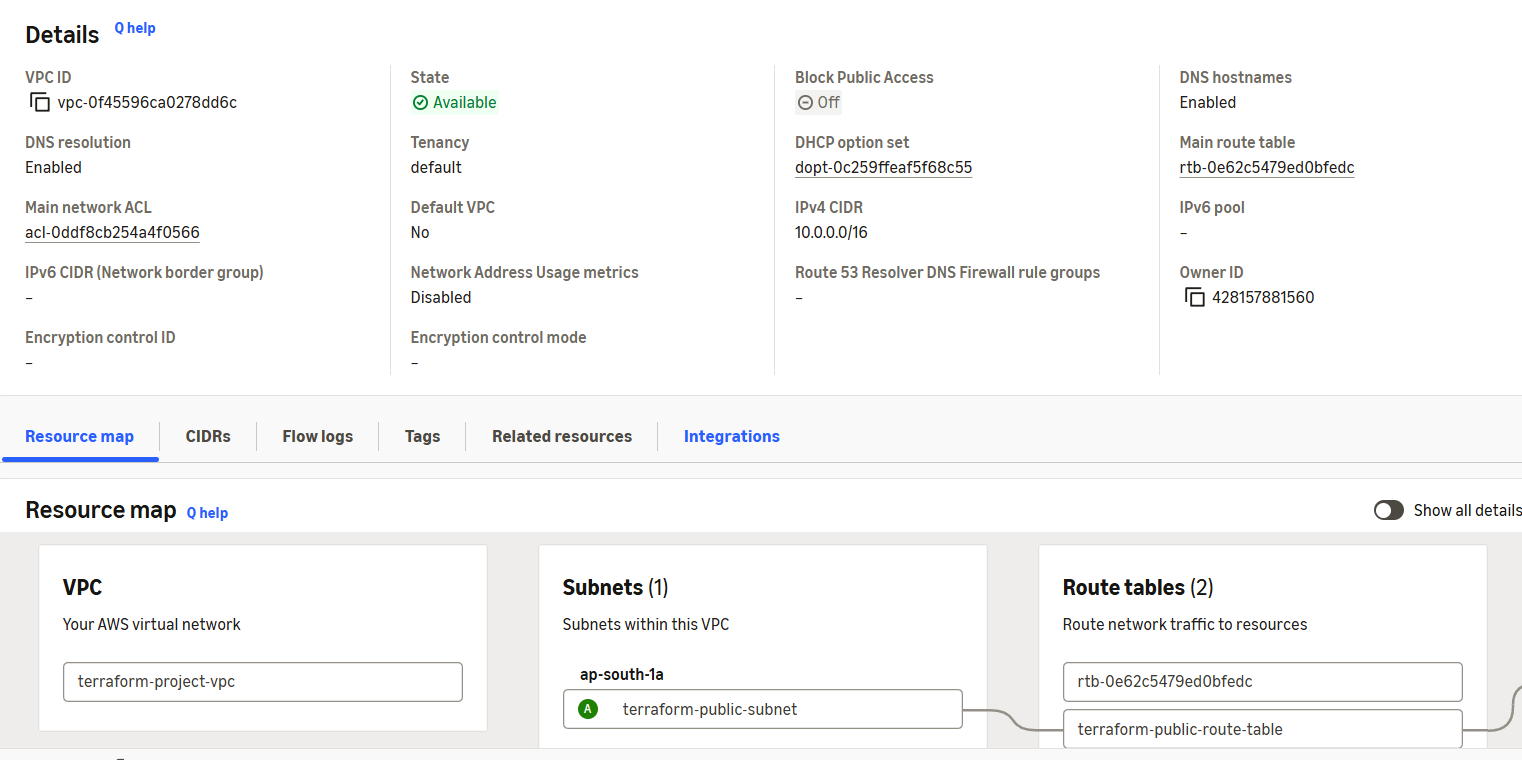 Details Q help
VPC ID
vpc-0f45596ca0278dd6c
State
Available
Block Public Access
Off
DNS hostnames
Enabled
DNS resolution
Enabled
Tenancy
default
DHCP option set
dopt-0c259ffeaf5f68c55
Main route table
rtb-0e62c5479ed0bfedc
Main network ACL
acl-0ddf8cb254a4f0566
Default VPC
No
IPv4 CIDR
10.0.0.0/16
IPv6 pool
–
IPv6 CIDR (Network border group)
–
Network Address Usage metrics
Disabled
Route 53 Resolver DNS Firewall rule groups
–
Owner ID
428157881560
Encryption control ID
–
Encryption control mode
–
Resource map CIDRs Flow logs Tags Related resources Integrations
Resource map Q help
Show all details
VPC
Your AWS virtual network
terraform-project-vpc
Subnets (1)
Subnets within this VPC
ap-south-1a
A terraform-public-subnet
Route tables (2)
Route network traffic to resources
rtb-0e62c5479ed0bfedc
terraform-public-route-table